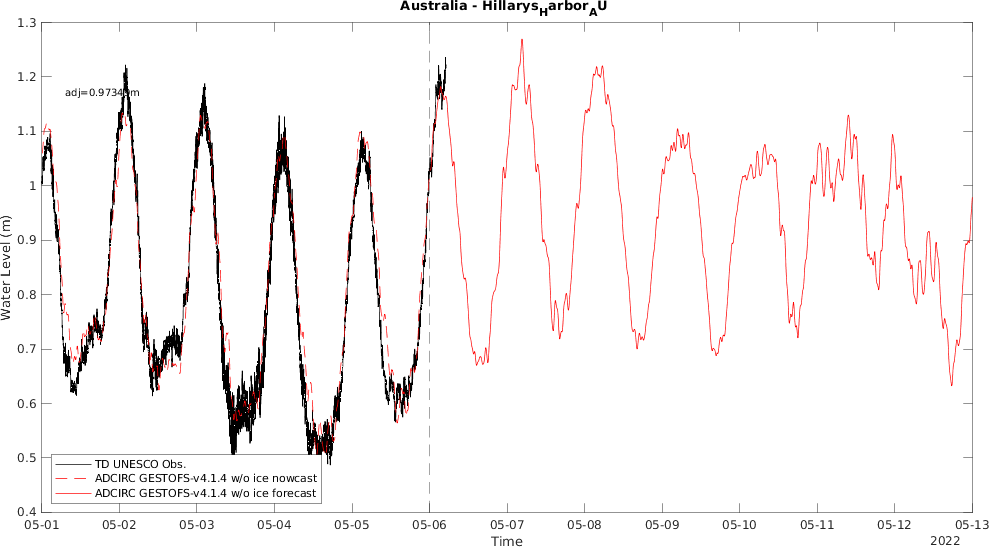 Australia - HillarysHarborAU
1.3
1.2
1.1
1
0.9
0.8
0.7
0.6
0.5
0.4
Water Level (m)
adj=0.97349m
TD UNESCO Obs.
ADCIRC GESTOFS-v4.1.4 w/o ice nowcast
ADCIRC GESTOFS-v4.1.4 w/o ice forecast
05-01 05-02 05-03 05-04 05-05 05-06 05-07 05-08 05-09 05-10 05-11 05-12 05-13
Time
2022